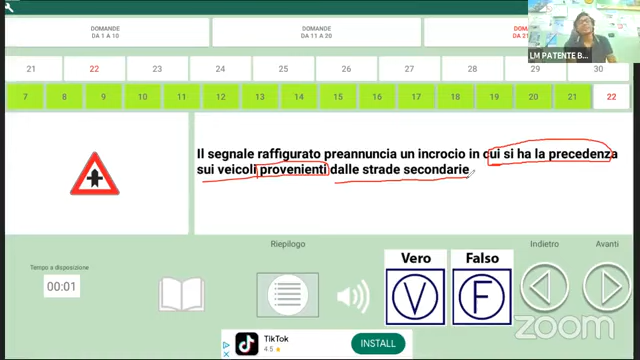 DOMANDE
DA 1 A 10
DOMANDE
DA 11 A 20
DOMANDE
DA 21
LM PATENTE B...
21 22 23 24 25 26 27 28 29 30
7 8 9 10 11 12 13 14 15 16 17 18 19 20 21 22
Il segnale raffigurato preannuncia un incrocio in cui si ha la precedenza
sui veicoli provenienti dalle strade secondarie
Riepilogo
Tempo a disposizione
00:01
Vero
V
Falso
F
Indietro
Avanti
zoom
TikTok
4.5
INSTALL